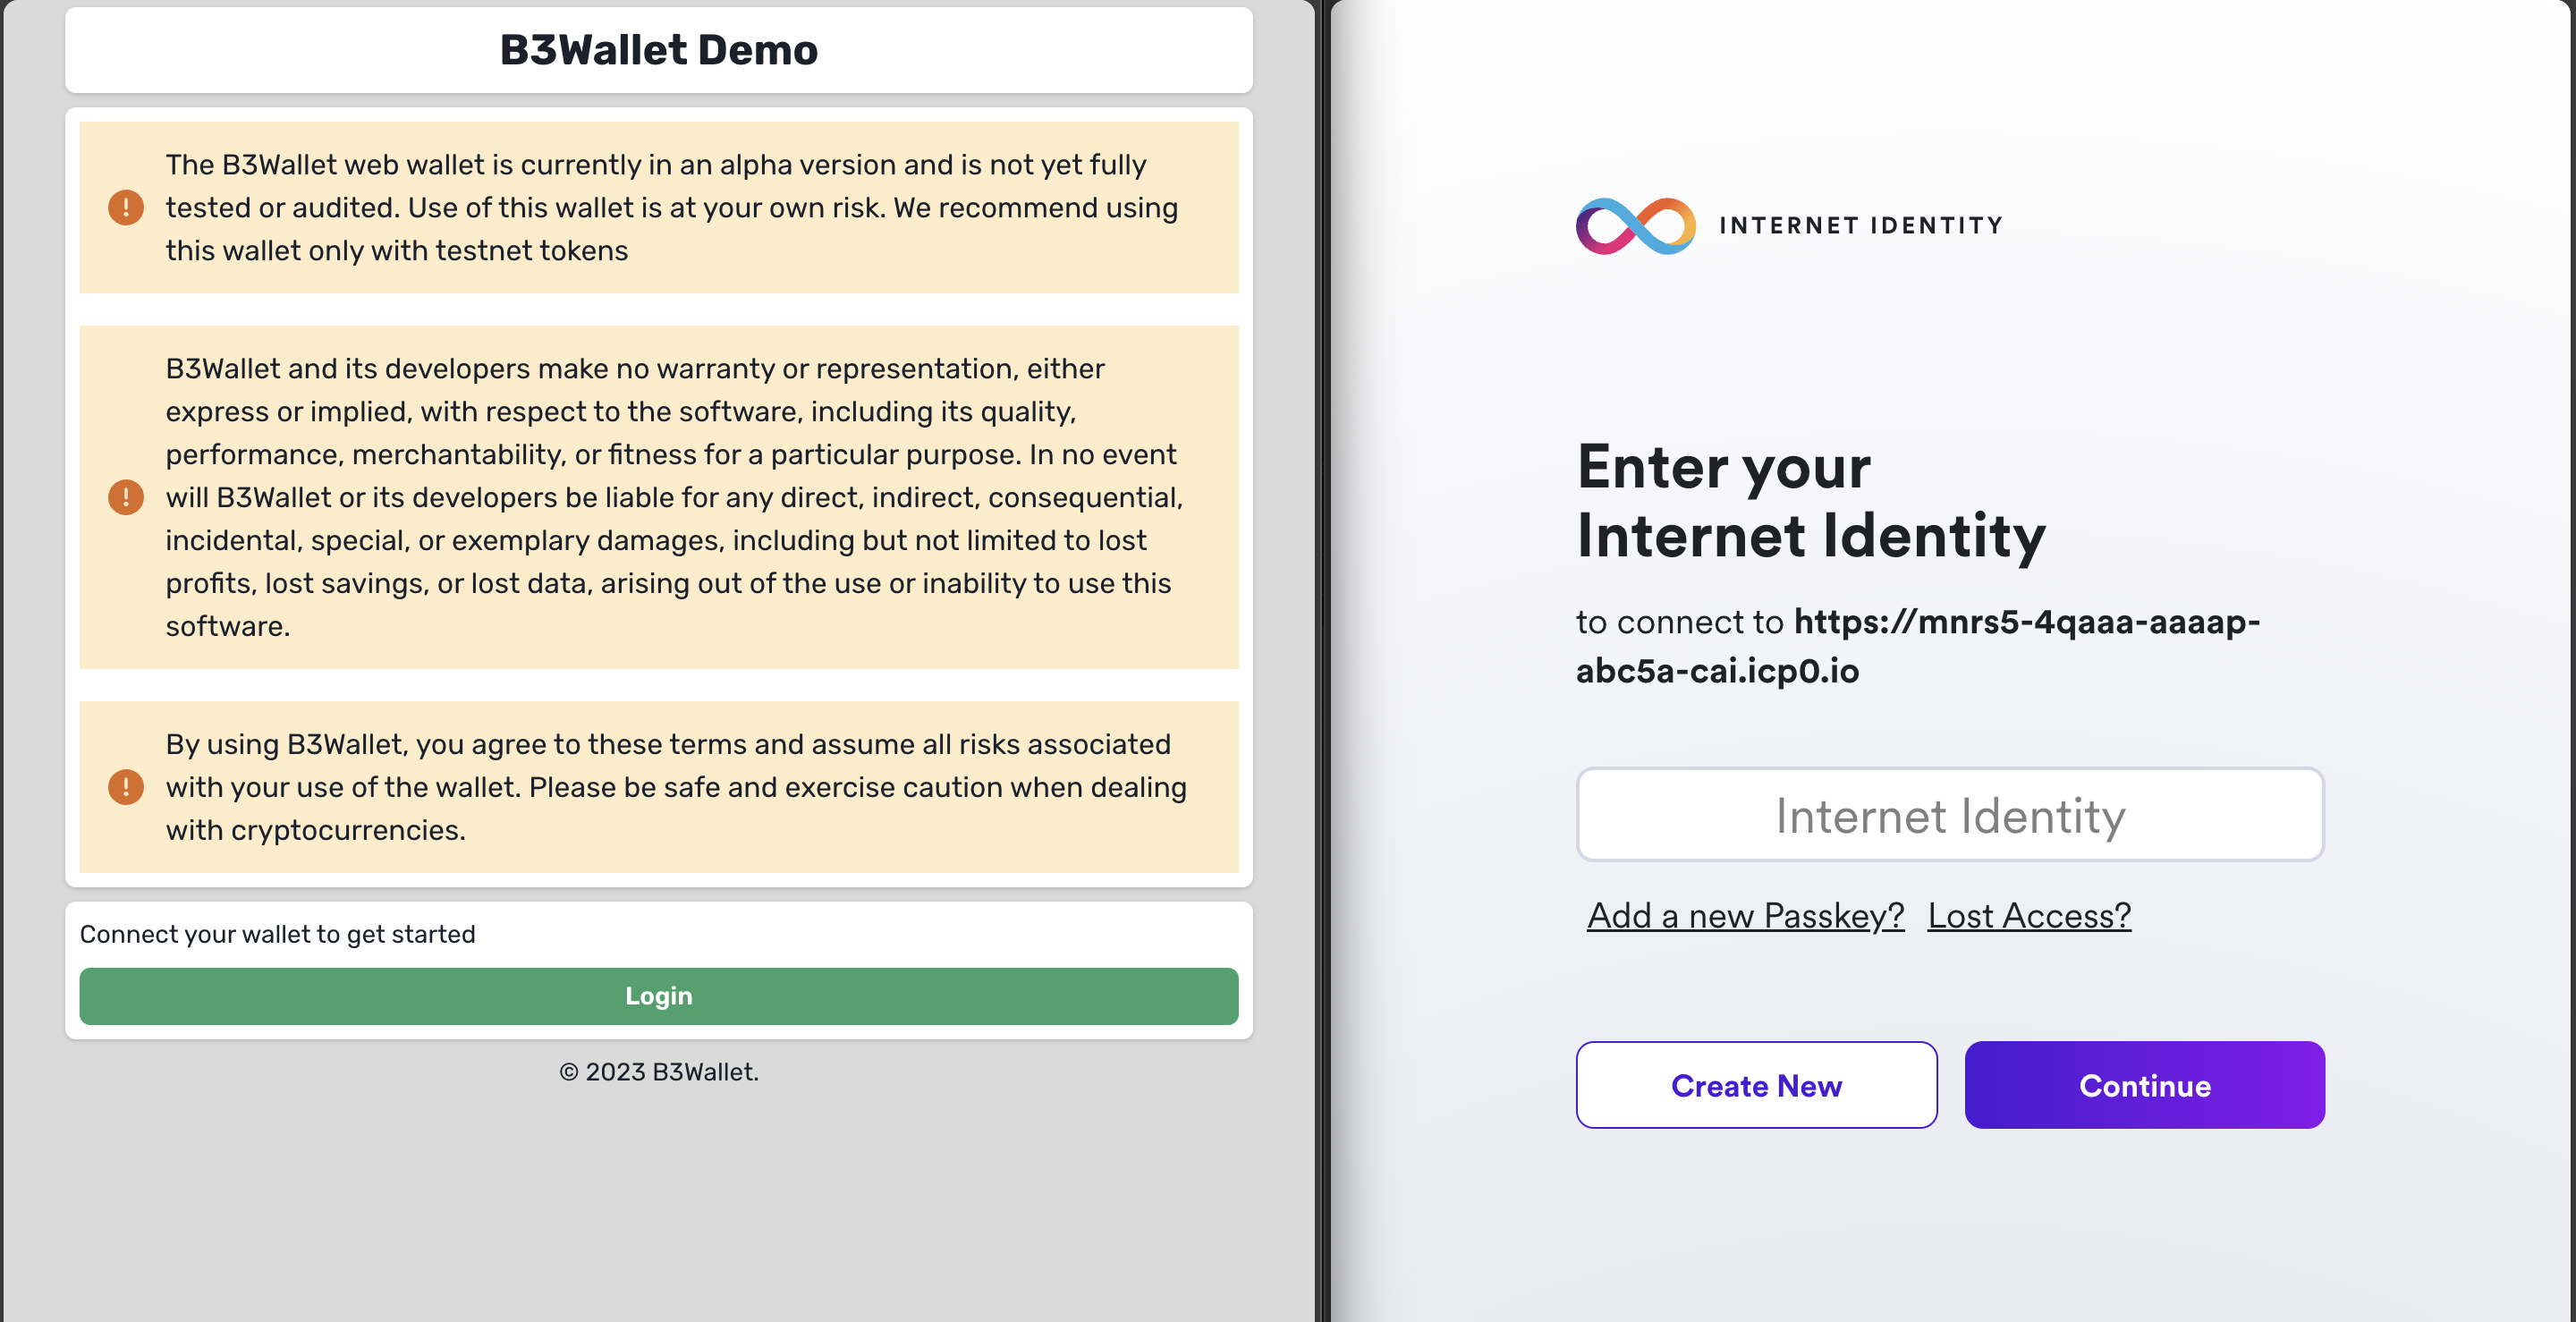 B3Wallet Demo
The B3Wallet web wallet is currently in an alpha version and is not yet fully
tested or audited. Use of this wallet is at your own risk. We recommend using
this wallet only with testnet tokens
B3Wallet and its developers make no warranty or representation, either
express or implied, with respect to the software, including its quality,
performance, merchantability, or fitness for a particular purpose. In no event
will B3Wallet or its developers be liable for any direct, indirect, consequential,
incidental, special, or exemplary damages, including but not limited to lost
profits, lost savings, or lost data, arising out of the use or inability to use this
software.
By using B3Wallet, you agree to these terms and assume all risks associated
with your use of the wallet. Please be safe and exercise caution when dealing
with cryptocurrencies.
Connect your wallet to get started
Login
© 2023 B3Wallet.
INTERNET IDENTITY
Enter your
Internet Identity
to connect to https://mnrs5-4qaaa-aaaap-
abc5a-cai.icp0.io
Internet Identity
Add a new Passkey? Lost Access?
Create New Continue